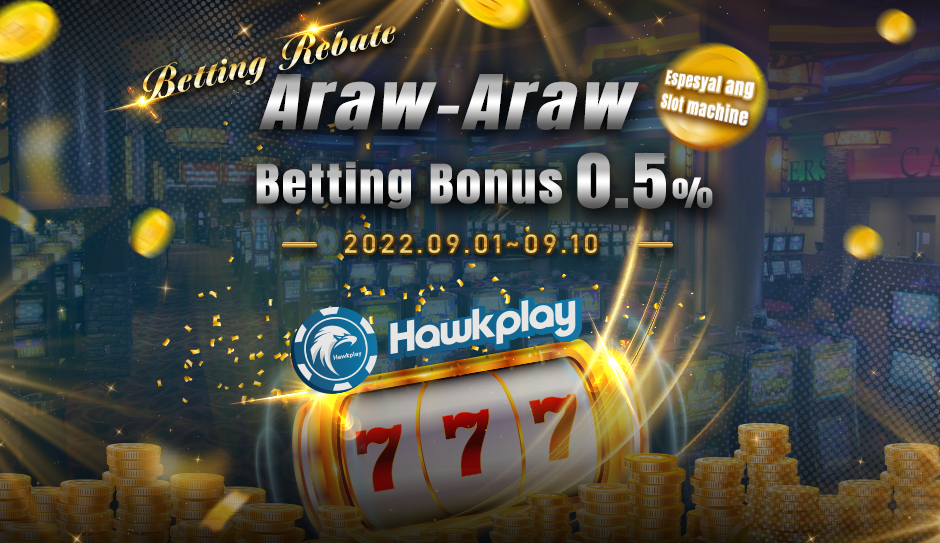 Betting Rebate
Araw-Araw
Espesyal ang
slot machine
Betting Bonus 0.5%
2022.09.01~09.10
Hawkplay
Hawkplay
777